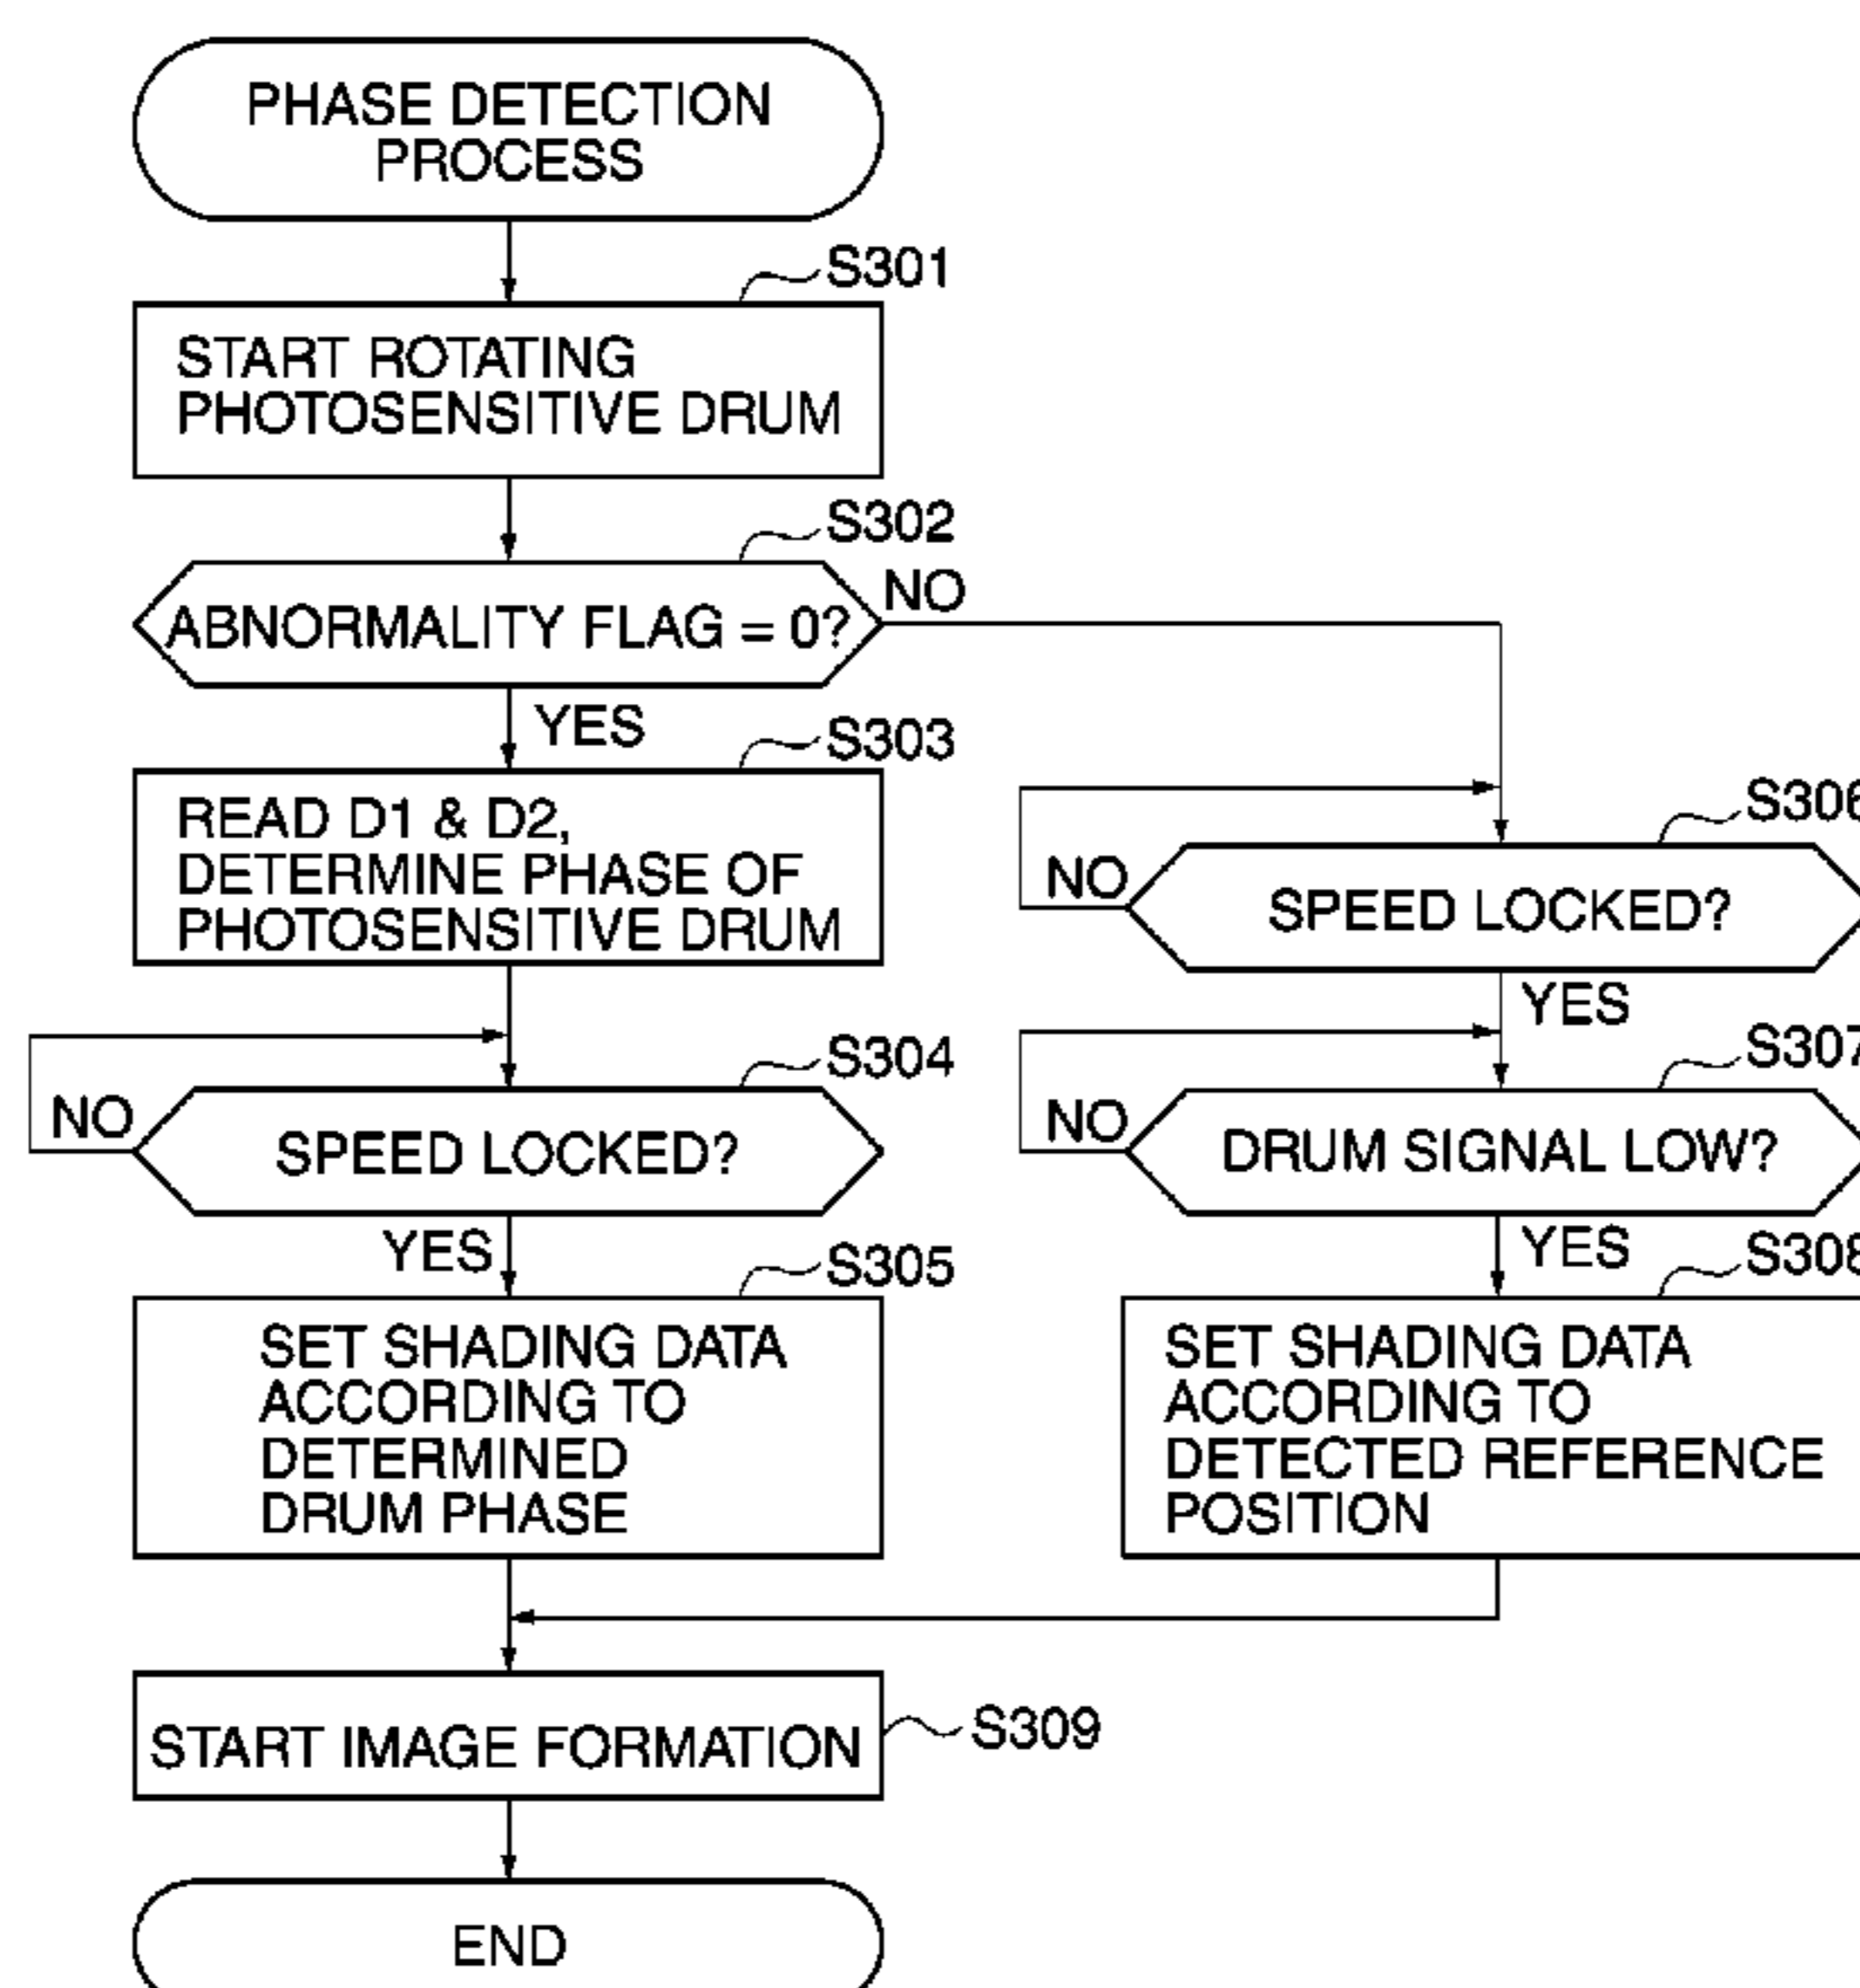 PHASE DETECTION
PROCESS
S301
START ROTATING
PHOTOSENSITIVE DRUM
S302
ABNORMALITY FLAG = 0?
NO
YES
S303
READ D1 & D2,
DETERMINE PHASE OF
PHOTOSENSITIVE DRUM
S304
NO
SPEED LOCKED?
YES
S305
SET SHADING DATA
ACCORDING TO
DETERMINED
DRUM PHASE
S306
NO
SPEED LOCKED?
YES
S307
NO
DRUM SIGNAL LOW?
YES
S308
SET SHADING DATA
ACCORDING TO
DETECTED REFERENCE
POSITION
START IMAGE FORMATION
S309
END